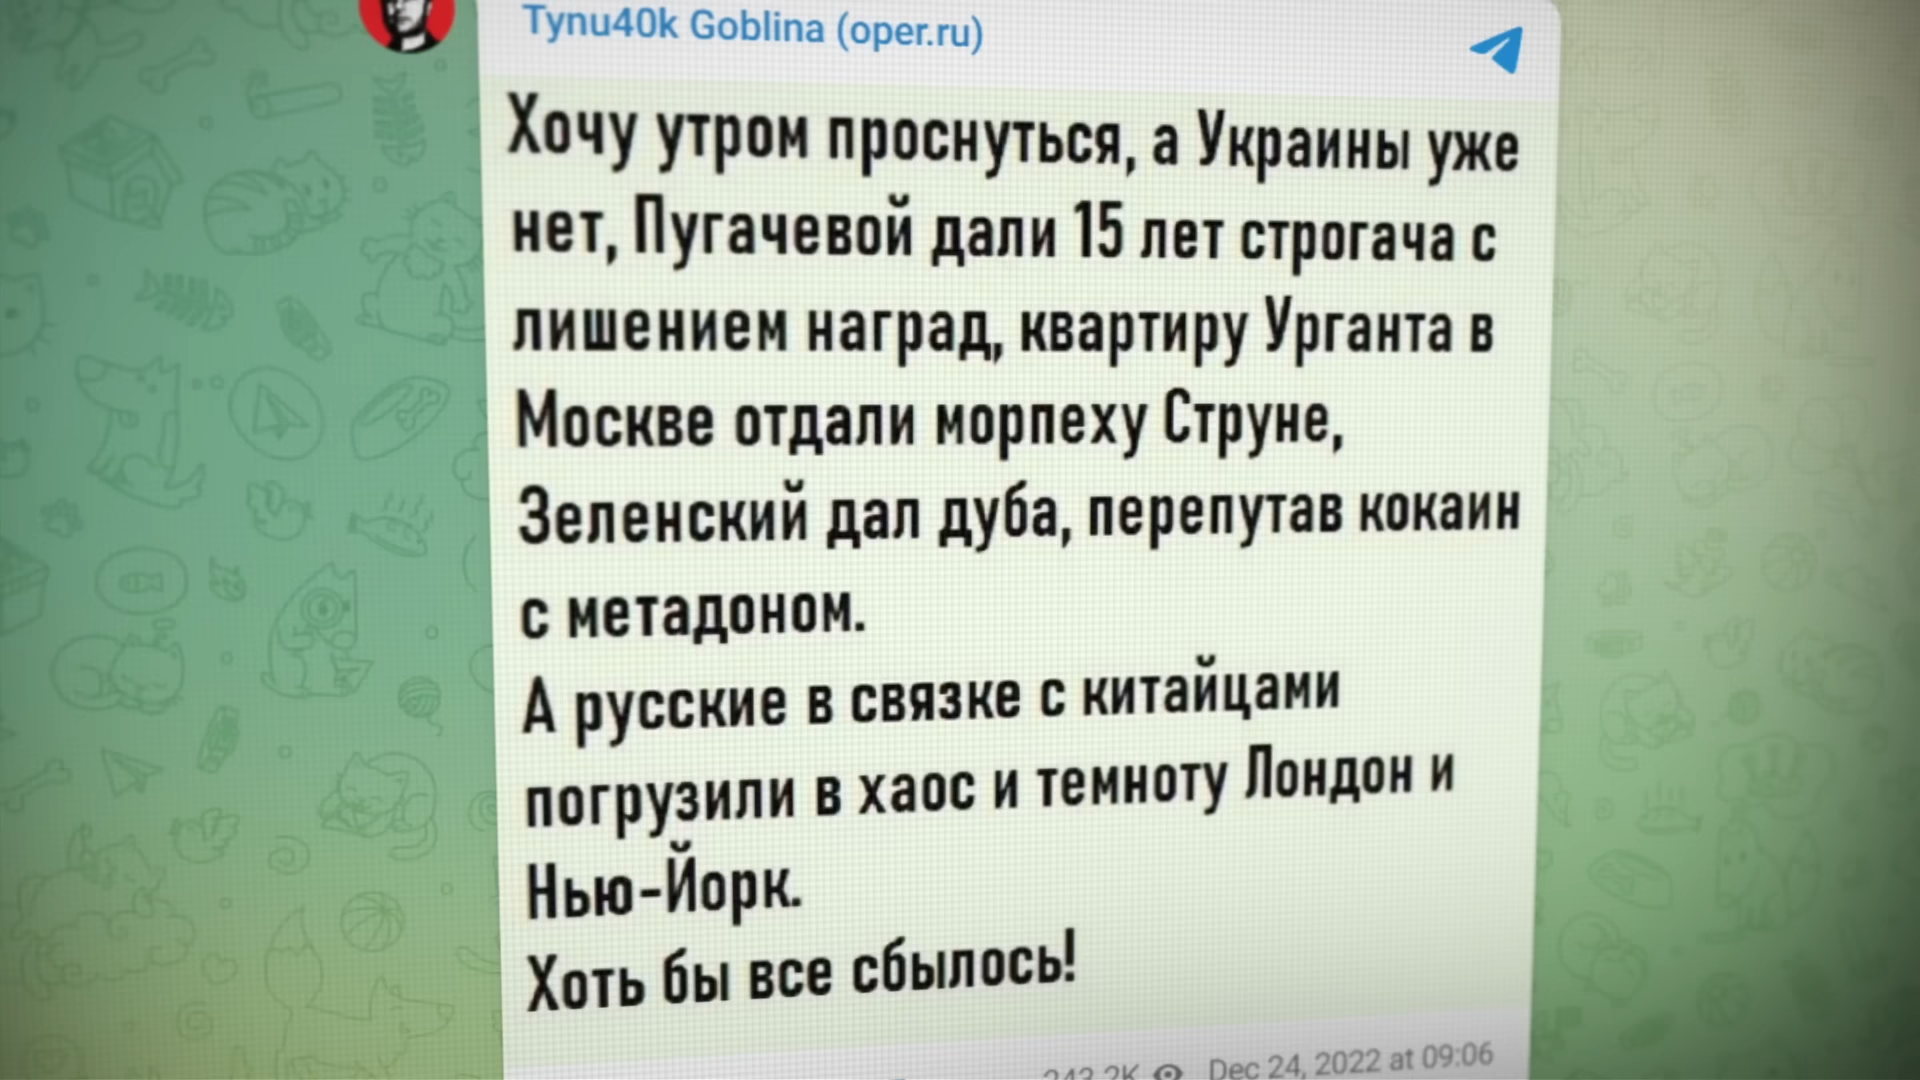 Tynu40k Goblina (oper.ru)
Хочу утром проснуться, а Украины уже
нет, Пугачевой дали 15 лет строгача с
лишением наград, квартиру Урганта в
Москве отдали морпеху Струне,
Зеленский дал дуба, перепутав кокаин
с метадоном.
А русские в связке с китайцами
погрузили в хаос и темноту Лондон и
Нью-Йорк.
Хоть бы все сбылось!
243.2K Dec 24, 2022 at 09:06